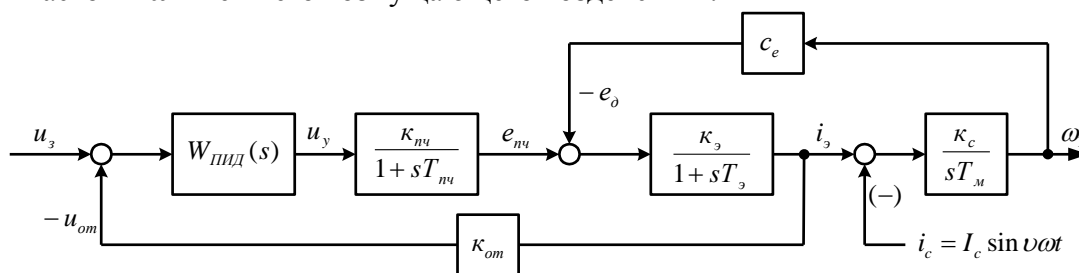 c_e
− e_∂
u_з
W_ПИД(s)
u_у
к_пч
1 + sT_пч
e_пч
к_э
1 + sT_э
i_э
к_с
sT_м
ω
(−)
− u_от
к_от
i_c = I_c sin υωt